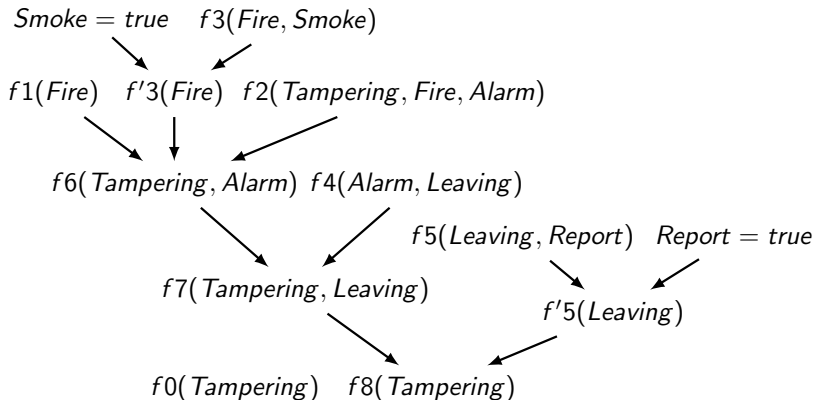 Smoke = true f3(Fire, Smoke)
f1(Fire) f′3(Fire) f2(Tampering, Fire, Alarm)
f6(Tampering, Alarm) f4(Alarm, Leaving)
f5(Leaving, Report) Report = true
f7(Tampering, Leaving)
f′5(Leaving)
f0(Tampering) f8(Tampering)